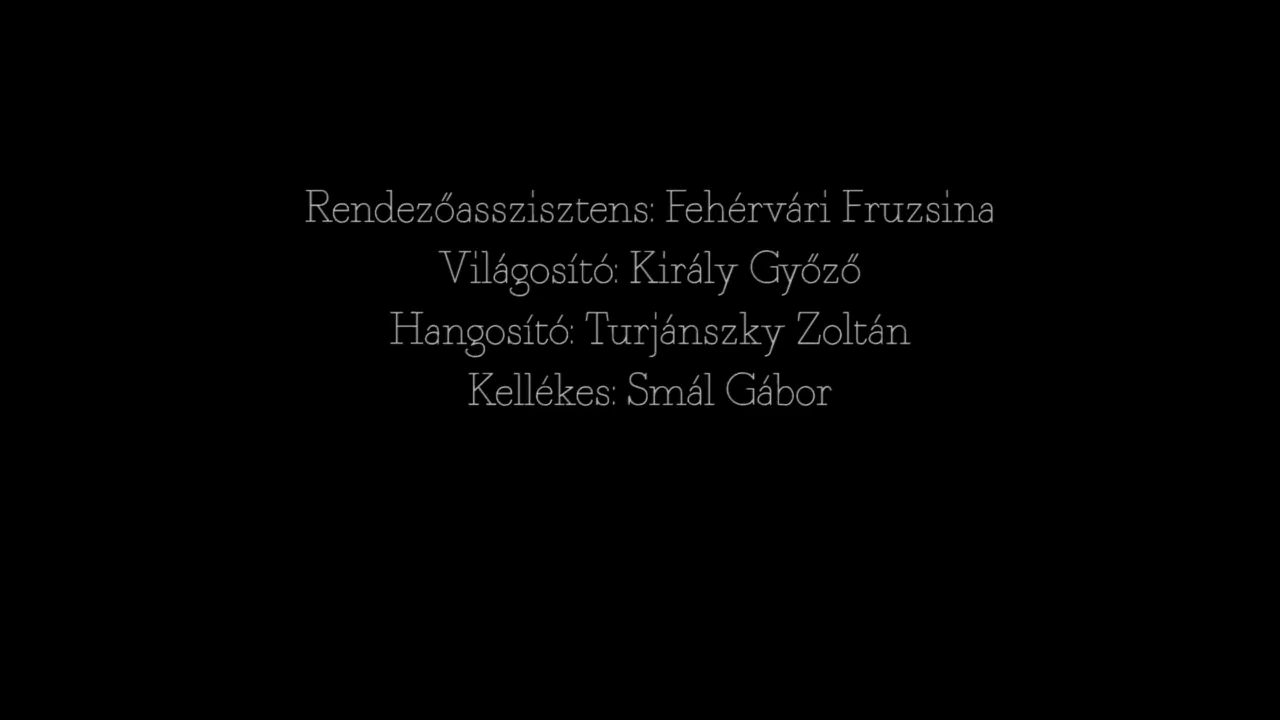 Rendezőasszisztens: Fehérvári Fruzsina
Világosító: Király Győző
Hangosító: Turjánszky Zoltán
Kellékes: Smál Gábor